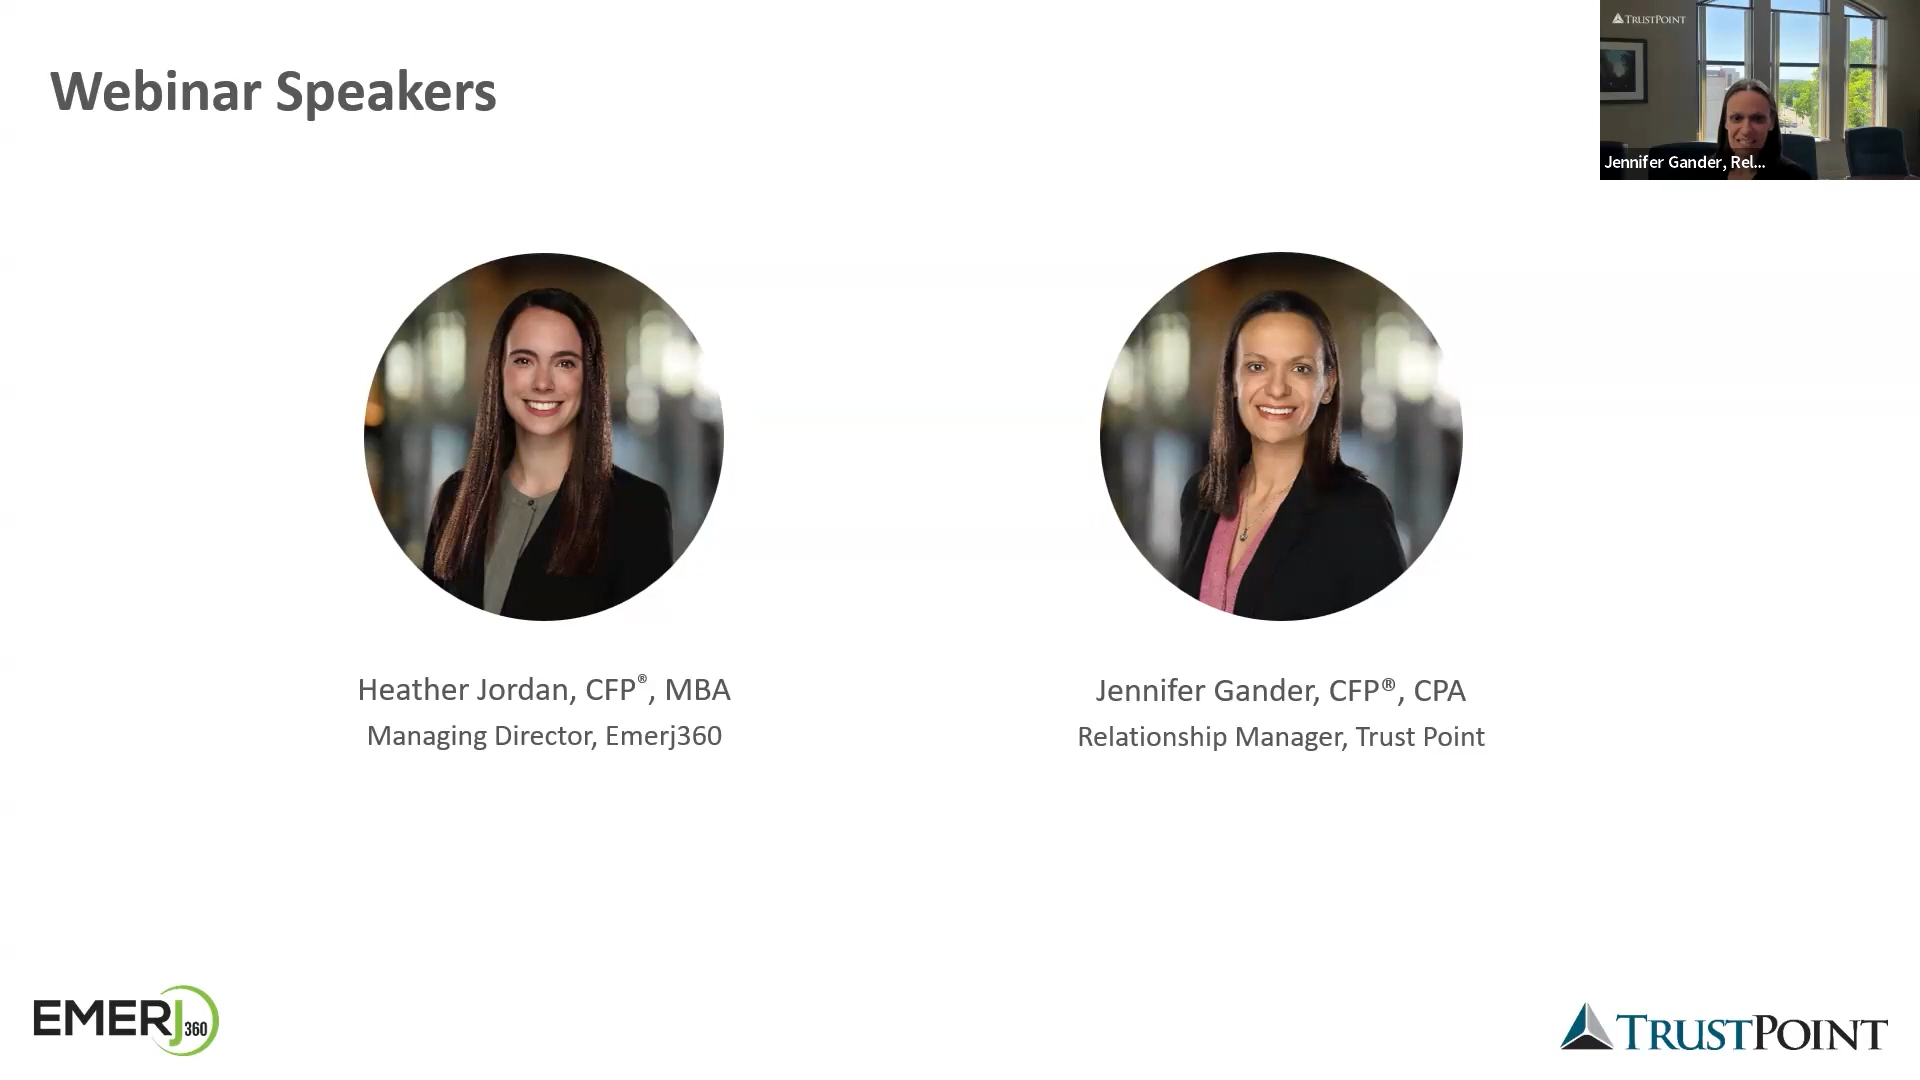 Webinar Speakers
TRUSTPOINT
Jennifer Gander, Rel...
Heather Jordan, CFP®, MBA
Managing Director, Emerj360
Jennifer Gander, CFP®, CPA
Relationship Manager, Trust Point
EMERJ360
TRUSTPOINT